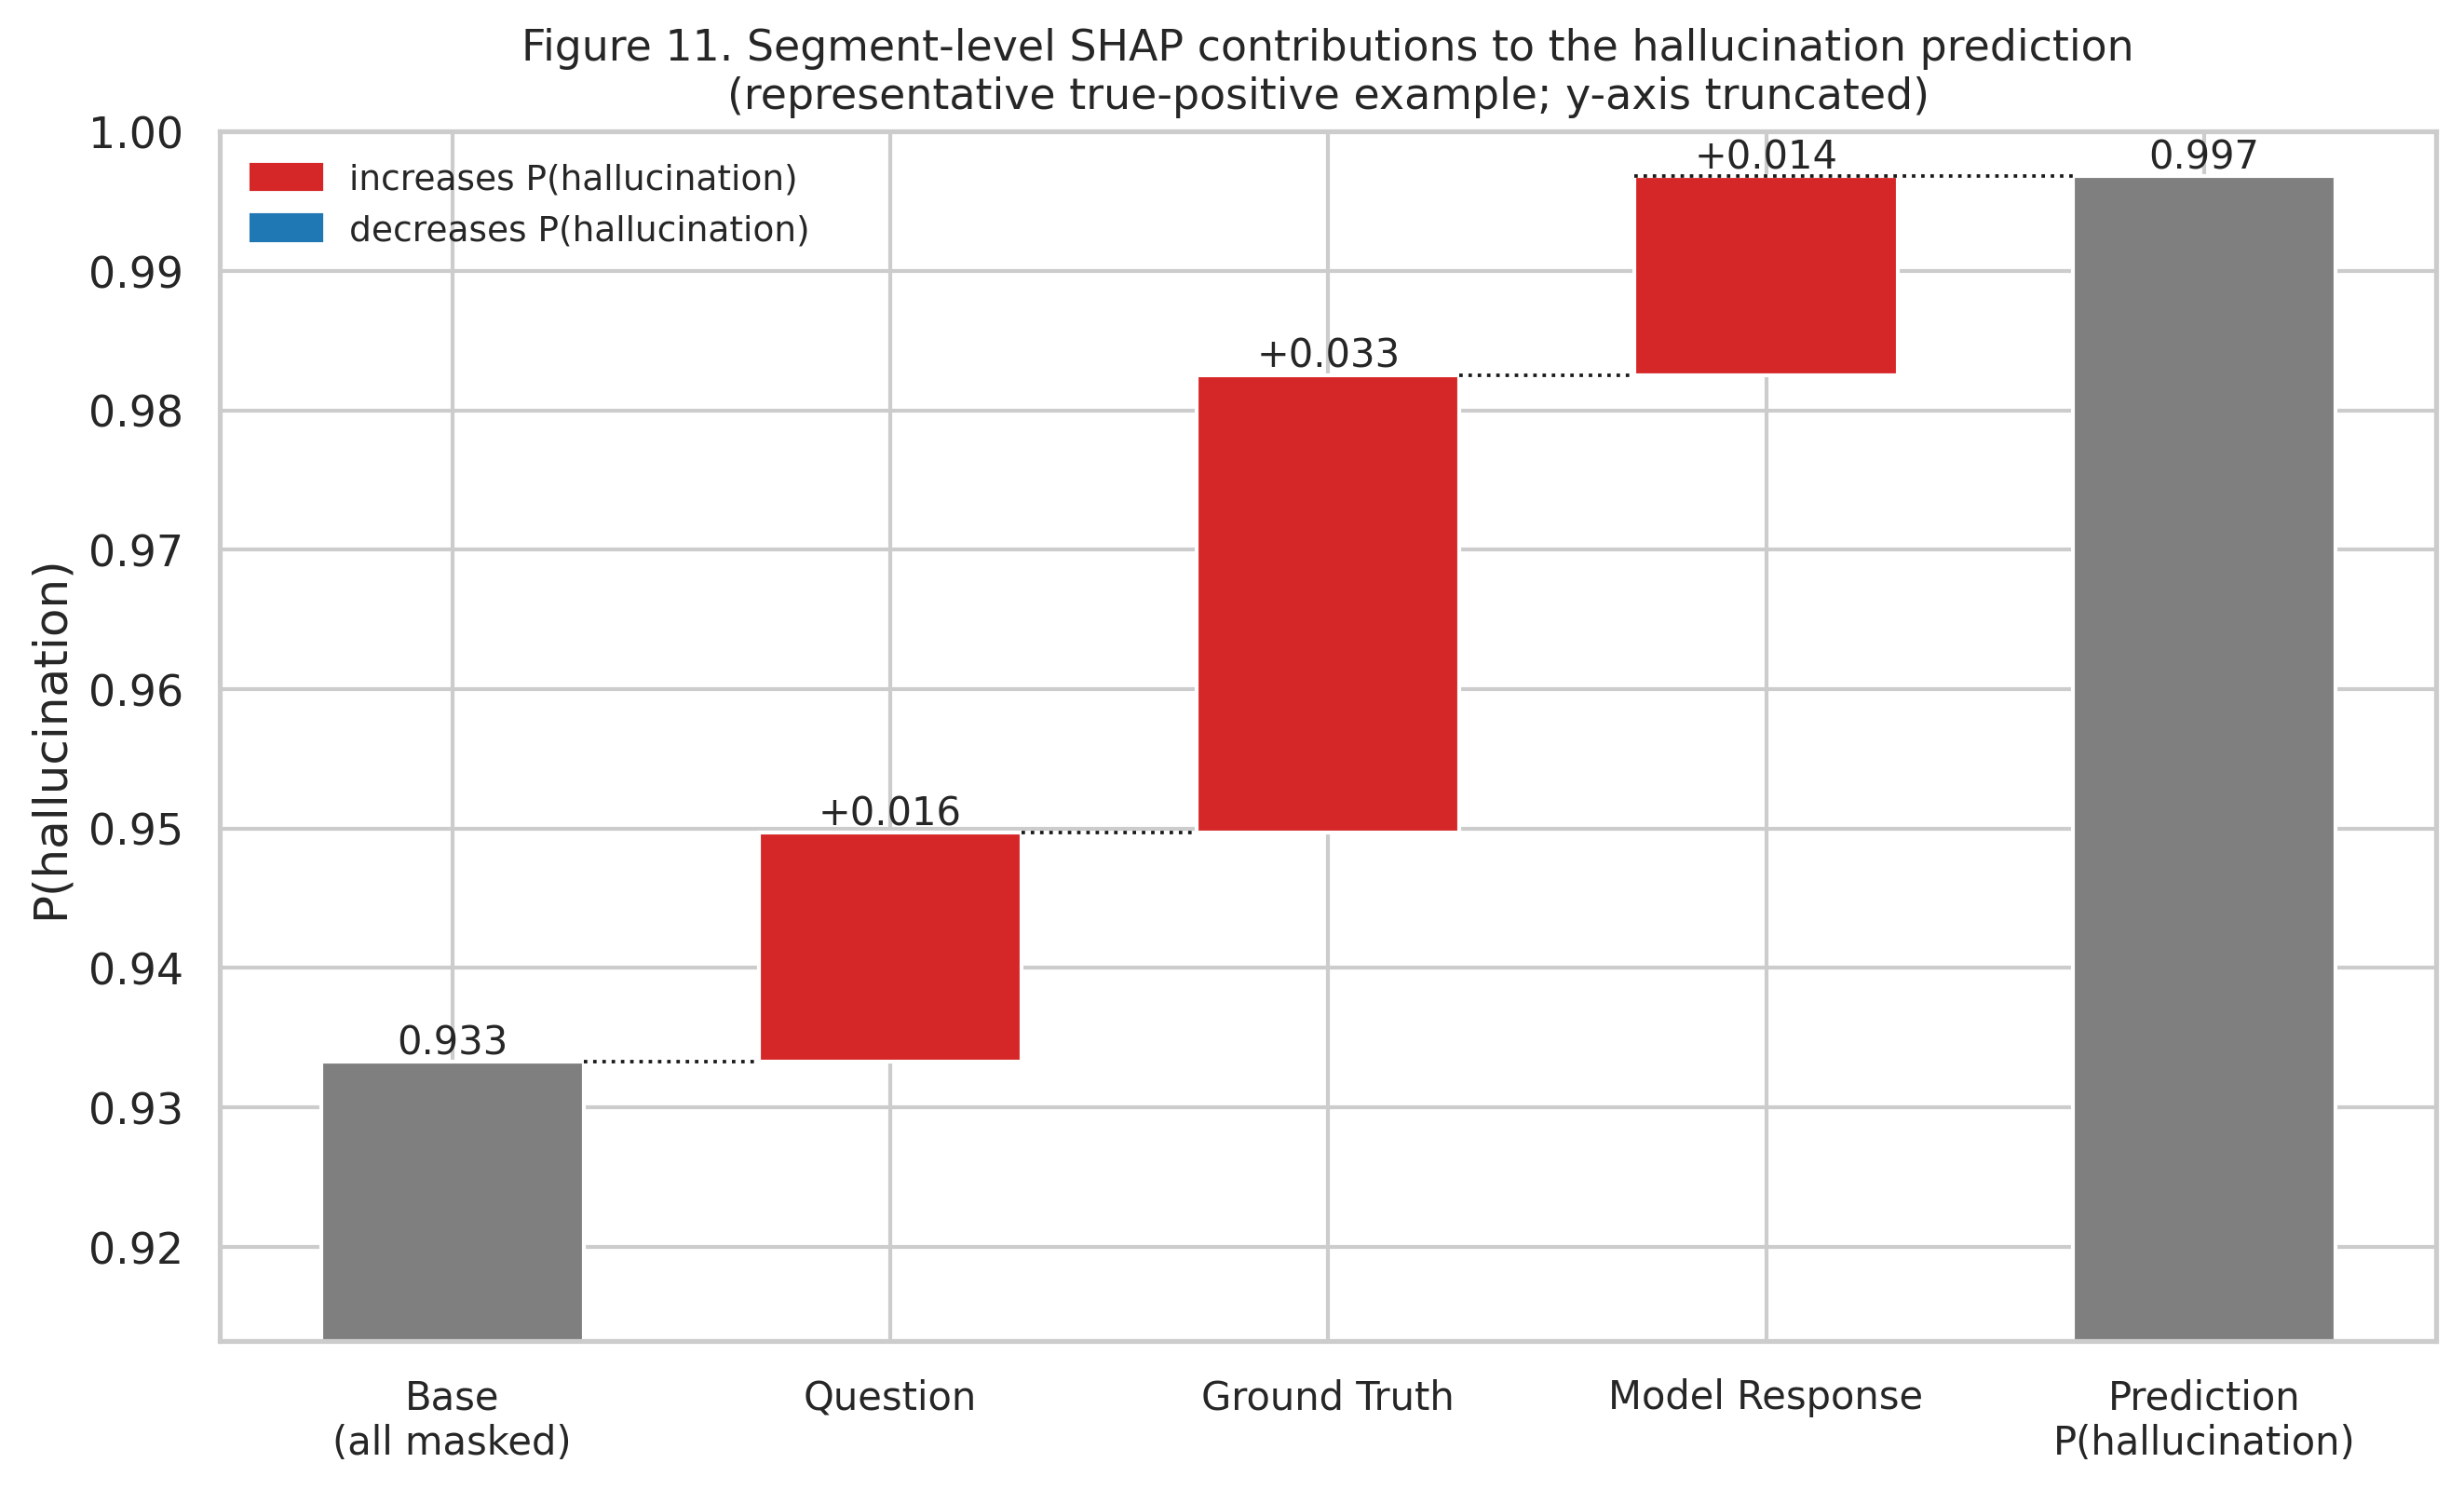 Figure 11. Segment-level SHAP contributions to the hallucination prediction
(representative true-positive example; y-axis truncated)
increases P(hallucination)
decreases P(hallucination)
P(hallucination)
1.00
0.99
0.98
0.97
0.96
0.95
0.94
0.93
0.92
0.933
+0.016
+0.033
+0.014
0.997
Base
(all masked)
Question
Ground Truth
Model Response
Prediction
P(hallucination)